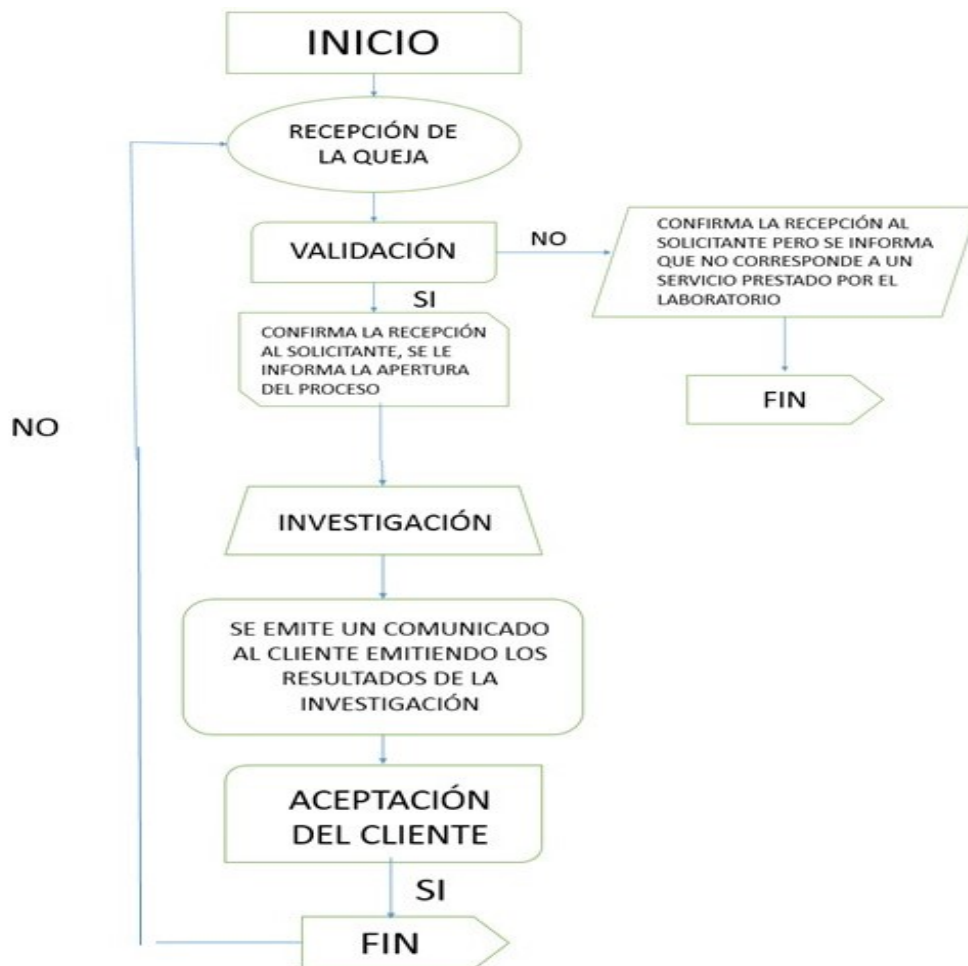 INICIO
RECEPCIÓN DE
LA QUEJA
VALIDACIÓN
NO
CONFIRMA LA RECEPCIÓN AL
SOLICITANTE PERO SE INFORMA
QUE NO CORRESPONDE A UN
SERVICIO PRESTADO POR EL
LABORATORIO
FIN
SI
CONFIRMA LA RECEPCIÓN
AL SOLICITANTE, SE LE
INFORMA LA APERTURA
DEL PROCESO
NO
INVESTIGACIÓN
SE EMITE UN COMUNICADO
AL CLIENTE EMITIENDO LOS
RESULTADOS DE LA
INVESTIGACIÓN
ACEPTACIÓN
DEL CLIENTE
SI
FIN